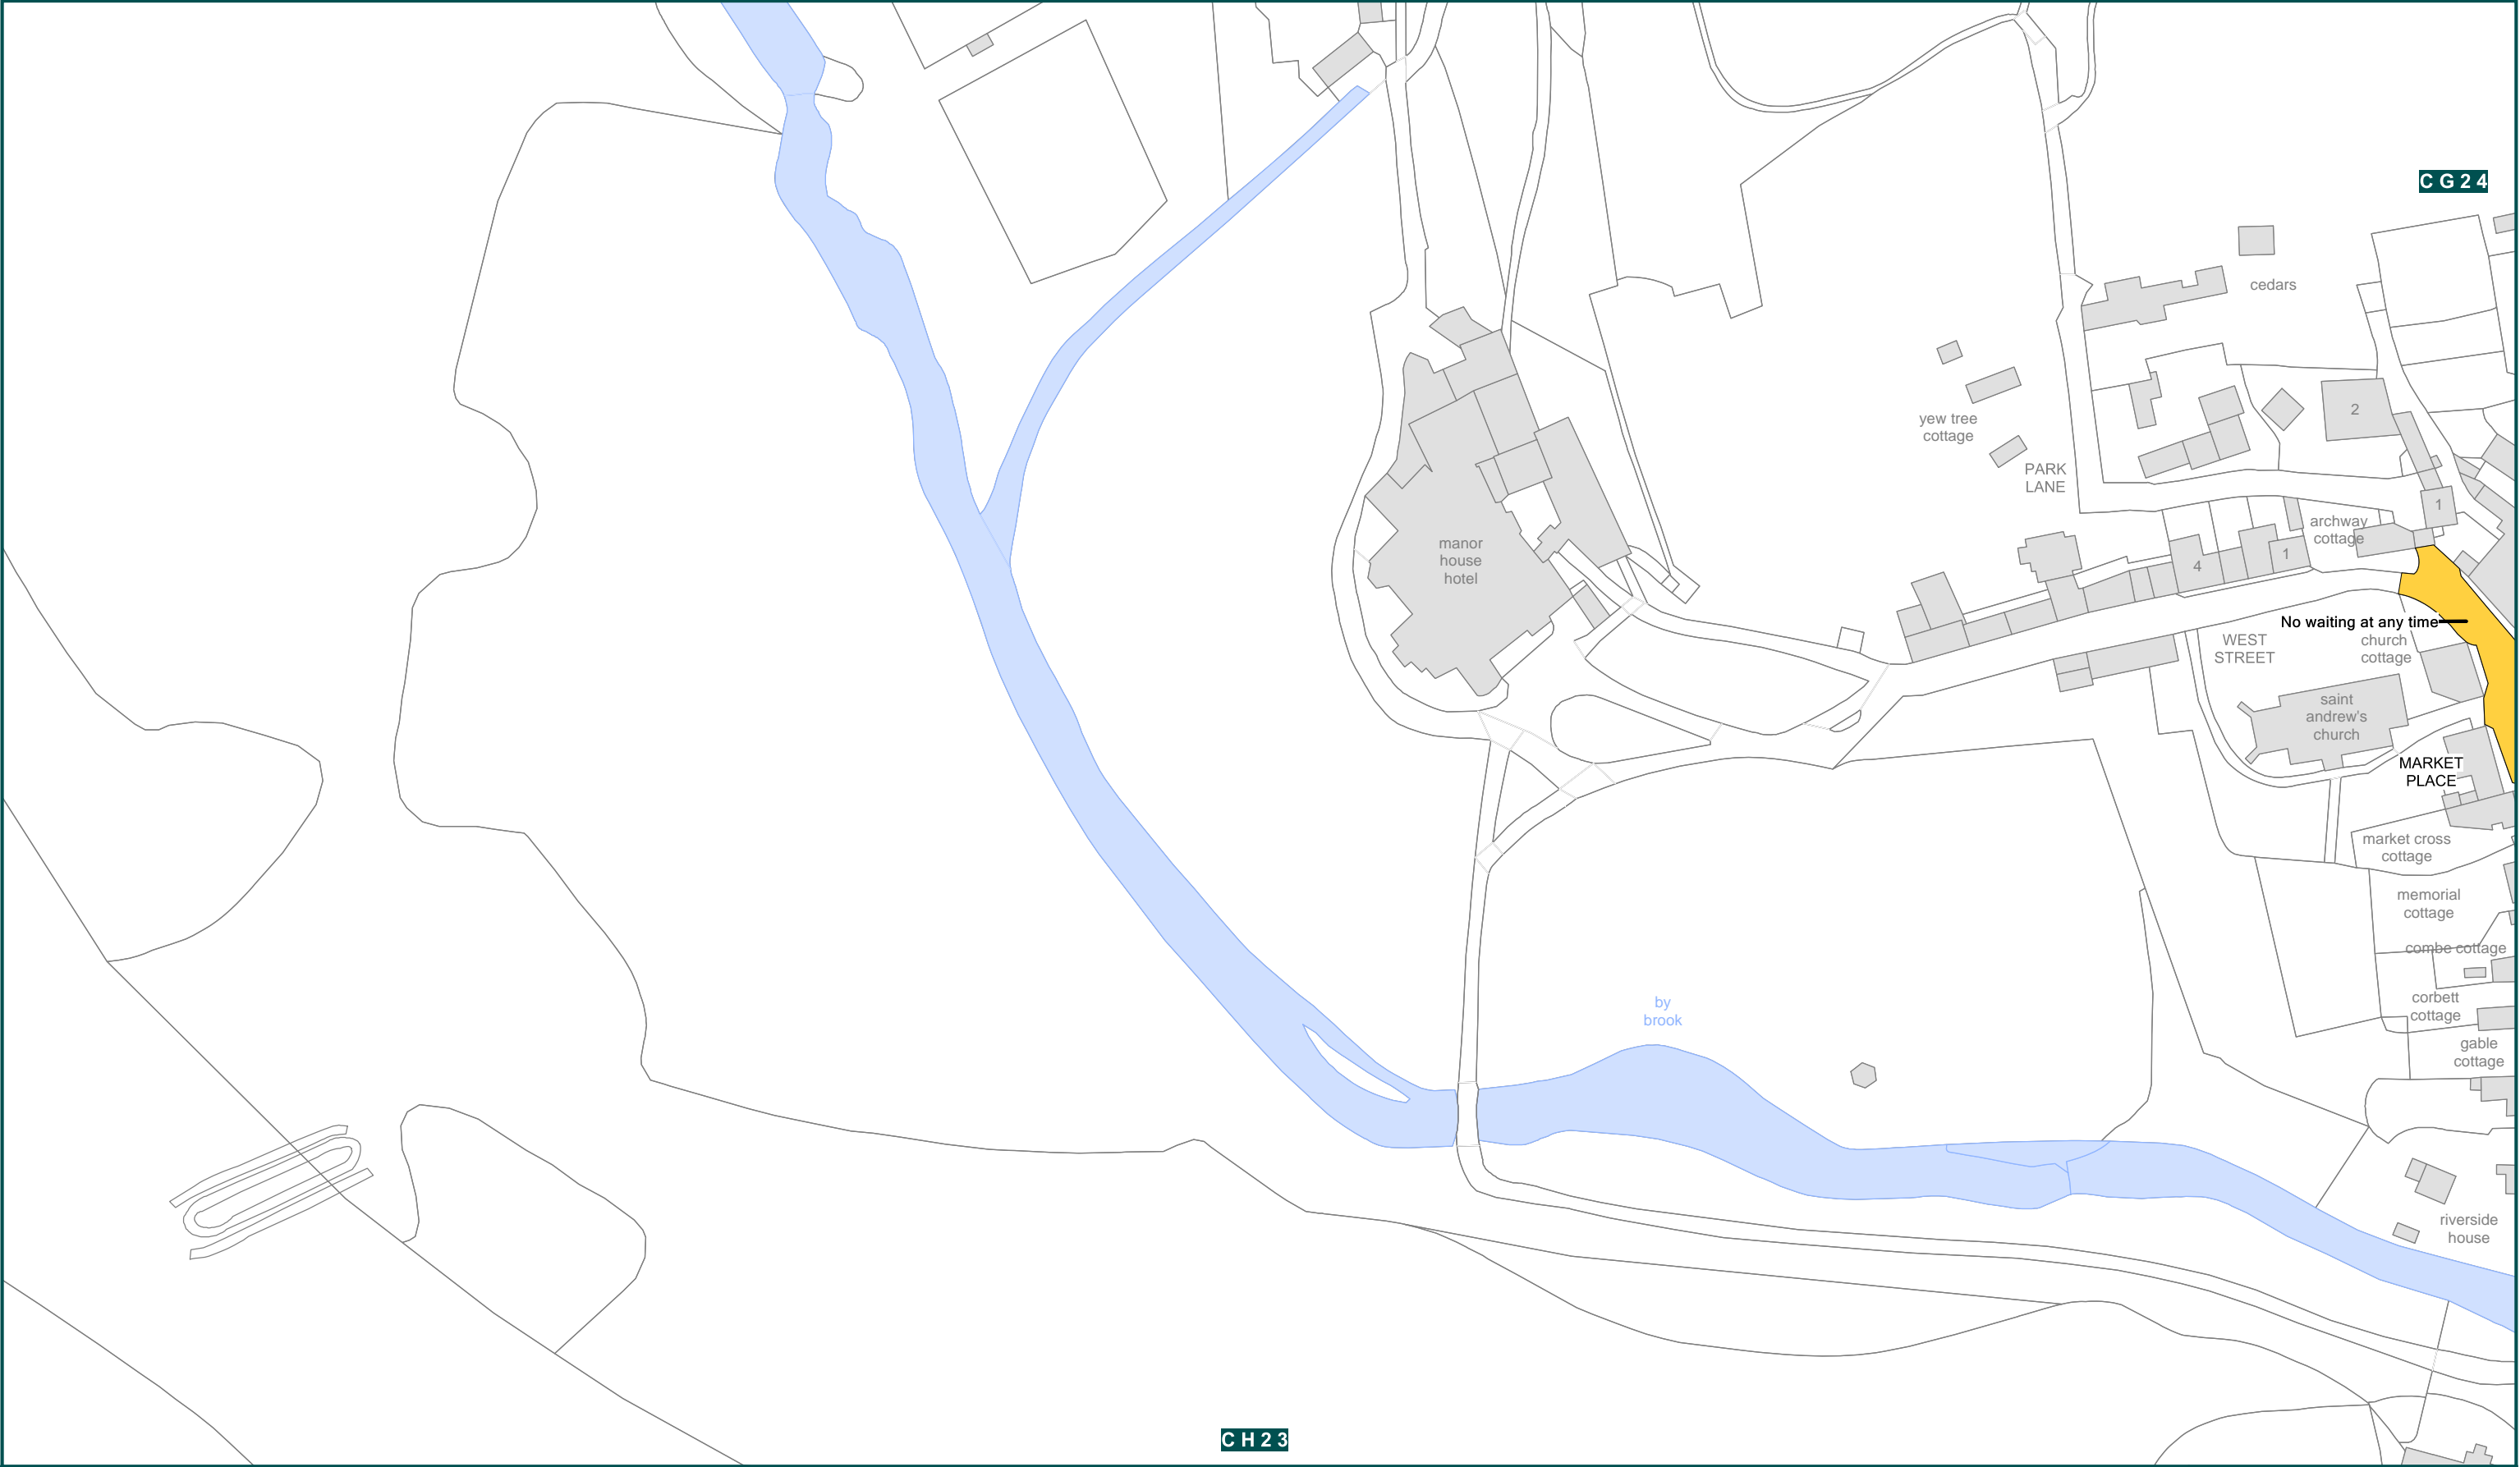 CG24
cedars
2
yew tree
cottage
PARK
LANE
1
archway
cottage
1
4
manor
house
hotel
No waiting at any time
WEST
STREET
church
cottage
saint
andrew's
church
MARKET
PLACE
market cross
cottage
memorial
cottage
combe cottage
corbett
cottage
by
brook
gable
cottage
riverside
house
CH23